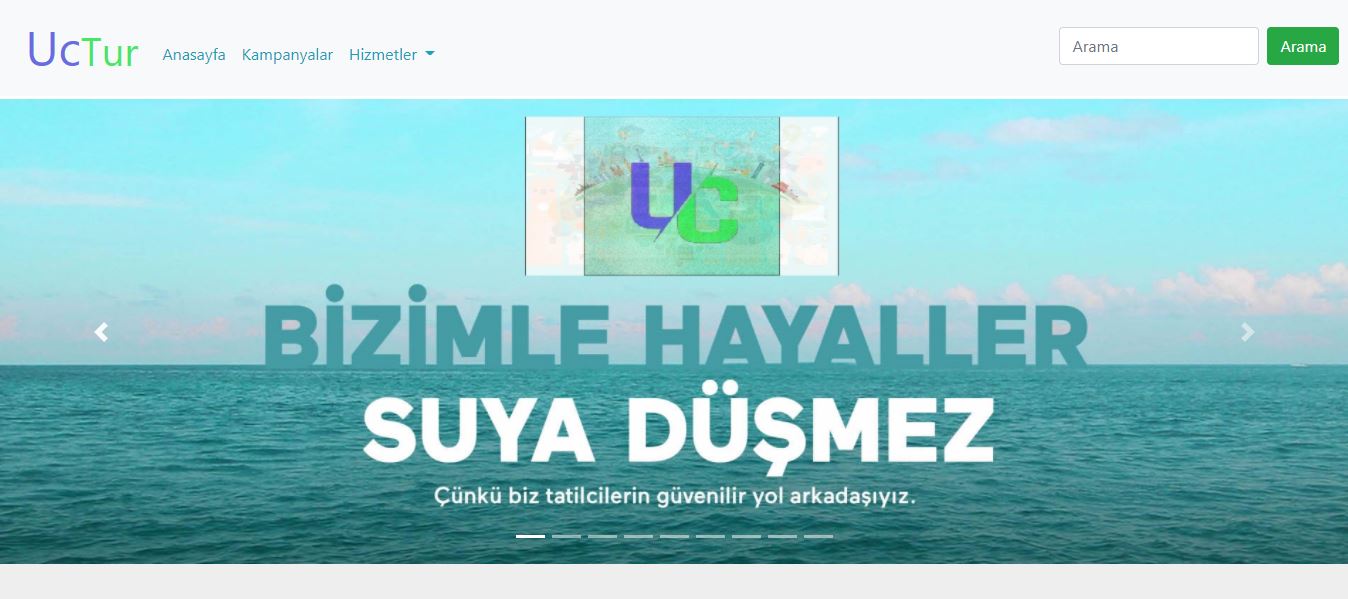 UcTur
Anasayfa Kampanyalar Hizmetler
Arama Arama
UC
BİZİMLE HAYALLER
SUYA DÜŞMEZ
Çünkü biz tatilcilerin güvenilir yol arkadaşıyız.